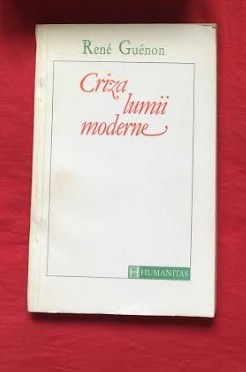 René Guénon
Criza
lumii
moderne
HUMANITAS